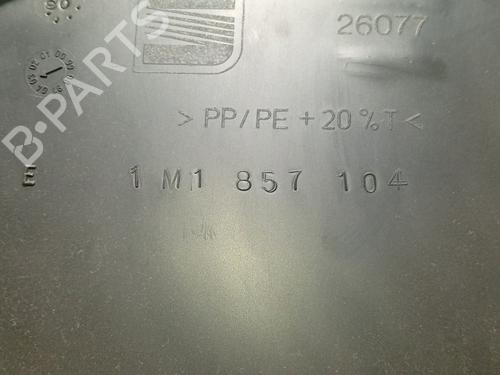 26077
> PP/PE + 20 % T <
E 1 M1 857 104
B-PARTS